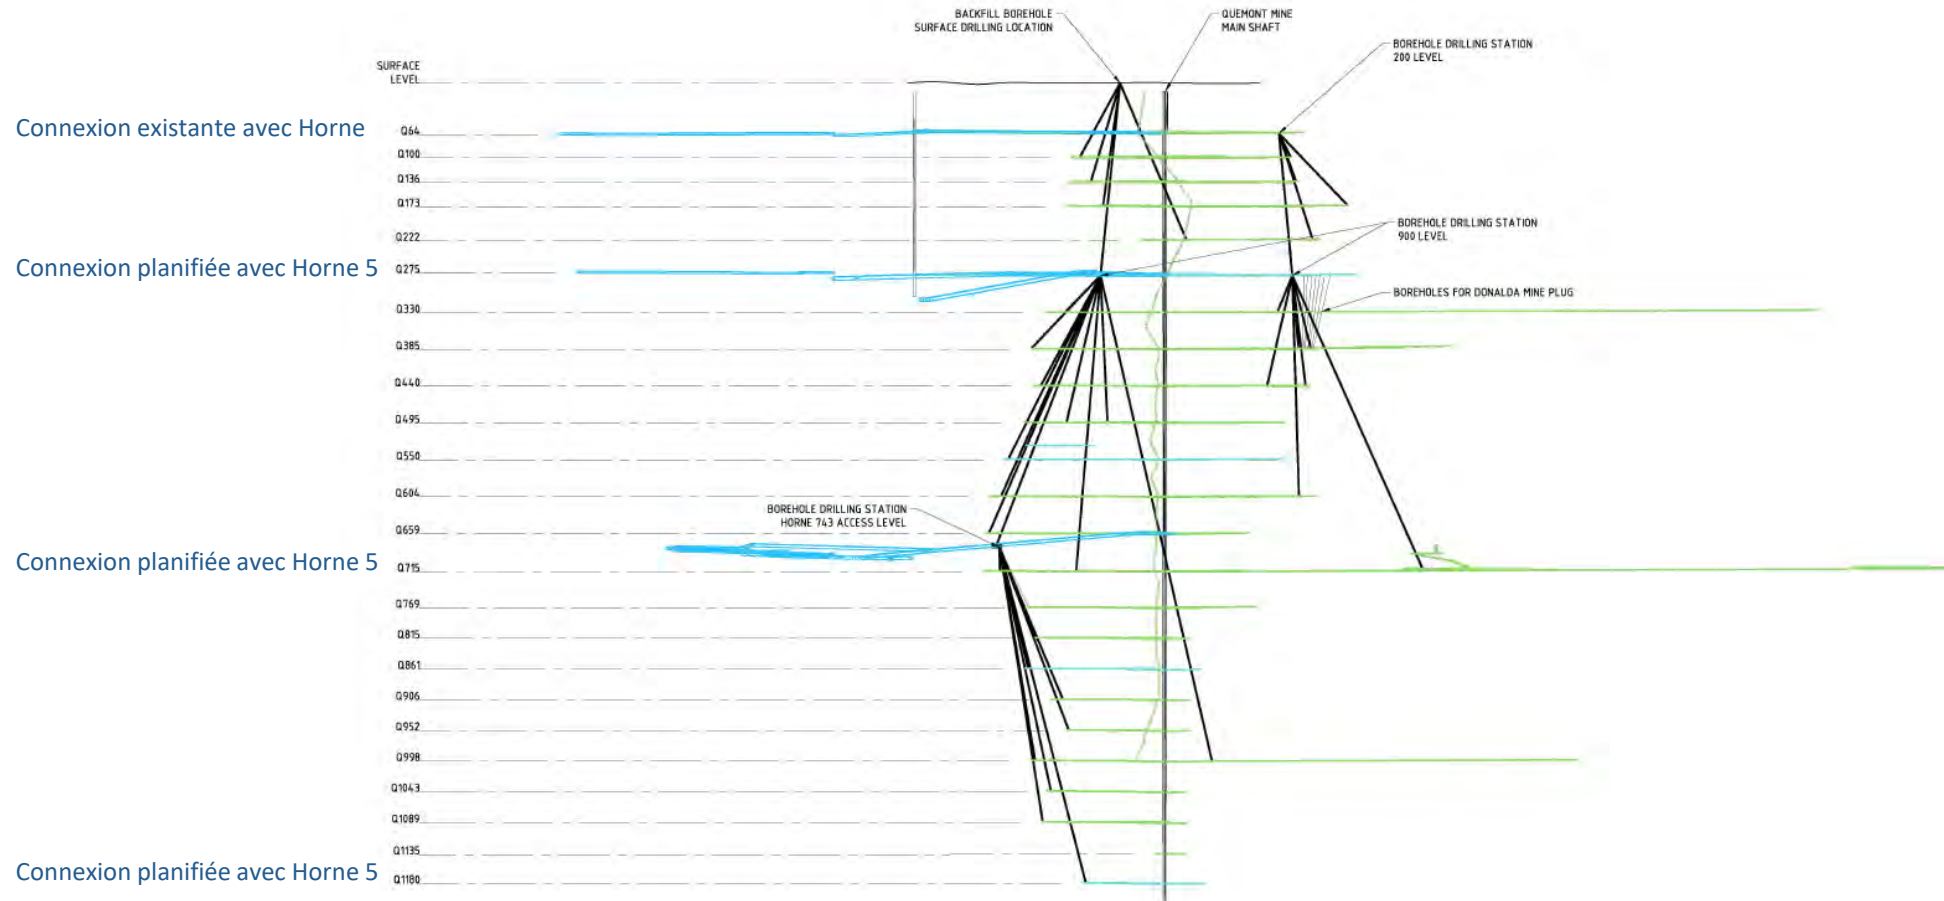 BACKFILL BOREHOLE
SURFACE DRILLING LOCATION
QUEMONT MINE
MAIN SHAFT
BOREHOLE DRILLING STATION
200 LEVEL
SURFACE
LEVEL
Connexion existante avec Horne
Q64
Q100
Q136
Q173
BOREHOLE DRILLING STATION
900 LEVEL
Q222
Connexion planifiée avec Horne 5
Q275
BOREHOLES FOR DONALDA MINE PLUG
Q330
Q385
Q440
Q495
Q550
Q604
BOREHOLE DRILLING STATION
HORNE 743 ACCESS LEVEL
Q659
Connexion planifiée avec Horne 5
Q715
Q769
Q815
Q861
Q906
Q952
Q998
Q1043
Q1089
Q1135
Connexion planifiée avec Horne 5
Q1180